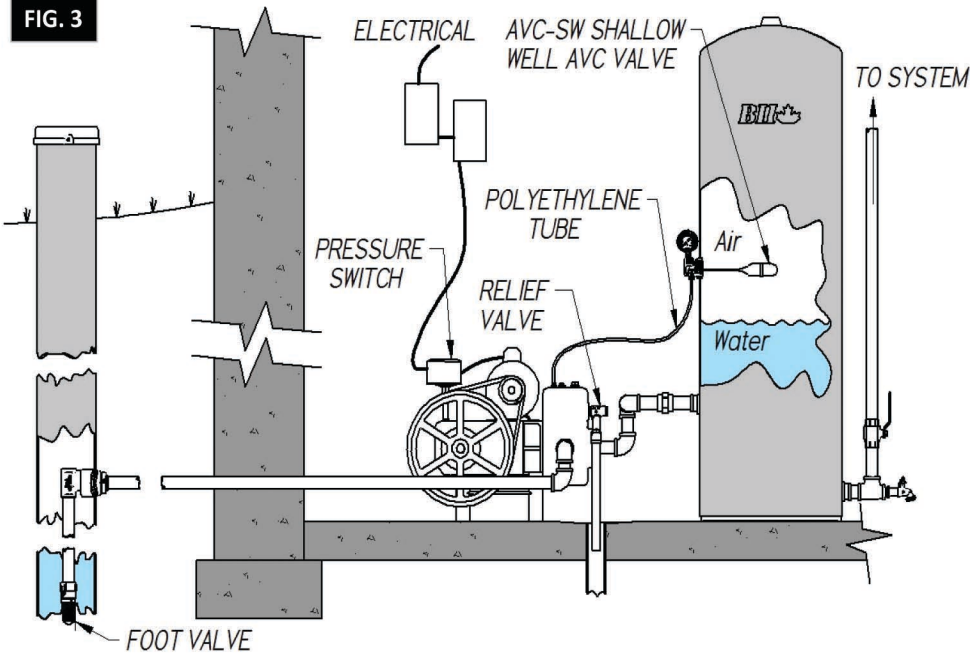 FIG. 3
ELECTRICAL
AVC-SW SHALLOW
WELL AVC VALVE
TO SYSTEM
BII
POLYETHYLENE
TUBE
Air
PRESSURE
SWITCH
RELIEF
VALVE
Water
FOOT VALVE